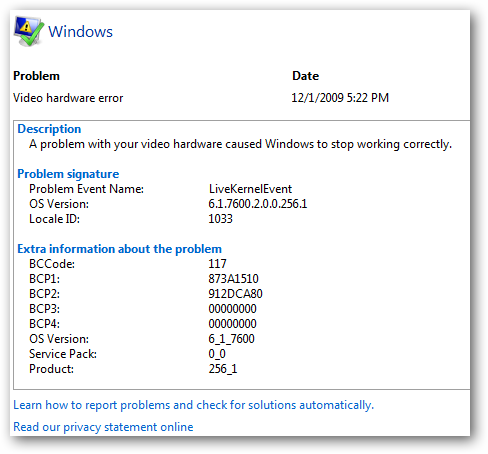 Windows
Problem Date
Video hardware error 12/1/2009 5:22 PM
Description
A problem with your video hardware caused Windows to stop working correctly.
Problem signature
Problem Event Name: LiveKernelEvent
OS Version: 6.1.7600.2.0.0.256.1
Locale ID: 1033
Extra information about the problem
BCCode: 117
BCP1: 873A1510
BCP2: 912DCA80
BCP3: 00000000
BCP4: 00000000
OS Version: 6_1_7600
Service Pack: 0_0
Product: 256_1
Learn how to report problems and check for solutions automatically.
Read our privacy statement online